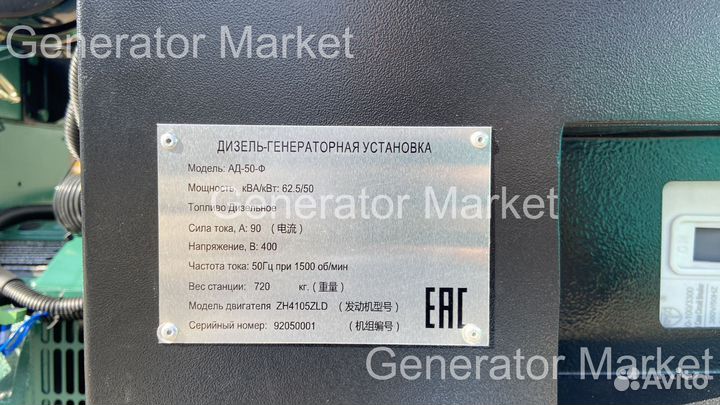 Generator Market
ДИЗЕЛЬ-ГЕНЕРАТОРНАЯ УСТАНОВКА
Модель: АД-50-Ф
Мощность, кВА/кВт: 62.5/50
Топливо Дизельное
Generator Market
Сила тока, А: 90 (电流)
Напряжение, В: 400
Частота тока: 50Гц при 1500 об/мин
Вес станции: 720 кг. (重量)
Модель двигателя ZH4105ZLD (发动机型号)
Серийный номер: 92050001 (机组编号)
EAC
Generator Market
Avito